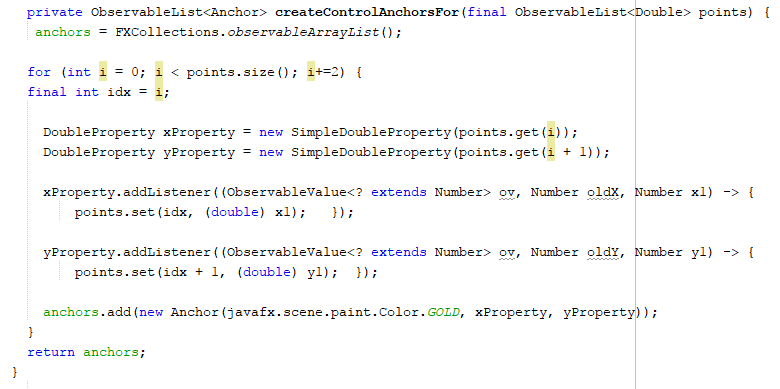 private ObservableList<Anchor> createControlAnchorsFor(final ObservableList<Double> points) {
anchors = FXCollections.observableArrayList();
for (int i = 0; i < points.size(); i+=2) {
final int idx = i;
DoubleProperty xProperty = new SimpleDoubleProperty(points.get(i));
DoubleProperty yProperty = new SimpleDoubleProperty(points.get(i + 1));
xProperty.addListener((ObservableValue<? extends Number> ov, Number oldX, Number x1) -> {
points.set(idx, (double) x1);   });
yProperty.addListener((ObservableValue<? extends Number> ov, Number oldY, Number y1) -> {
points.set(idx + 1, (double) y1);  });
anchors.add(new Anchor(javafx.scene.paint.Color.GOLD, xProperty, yProperty));
}
return anchors;
}